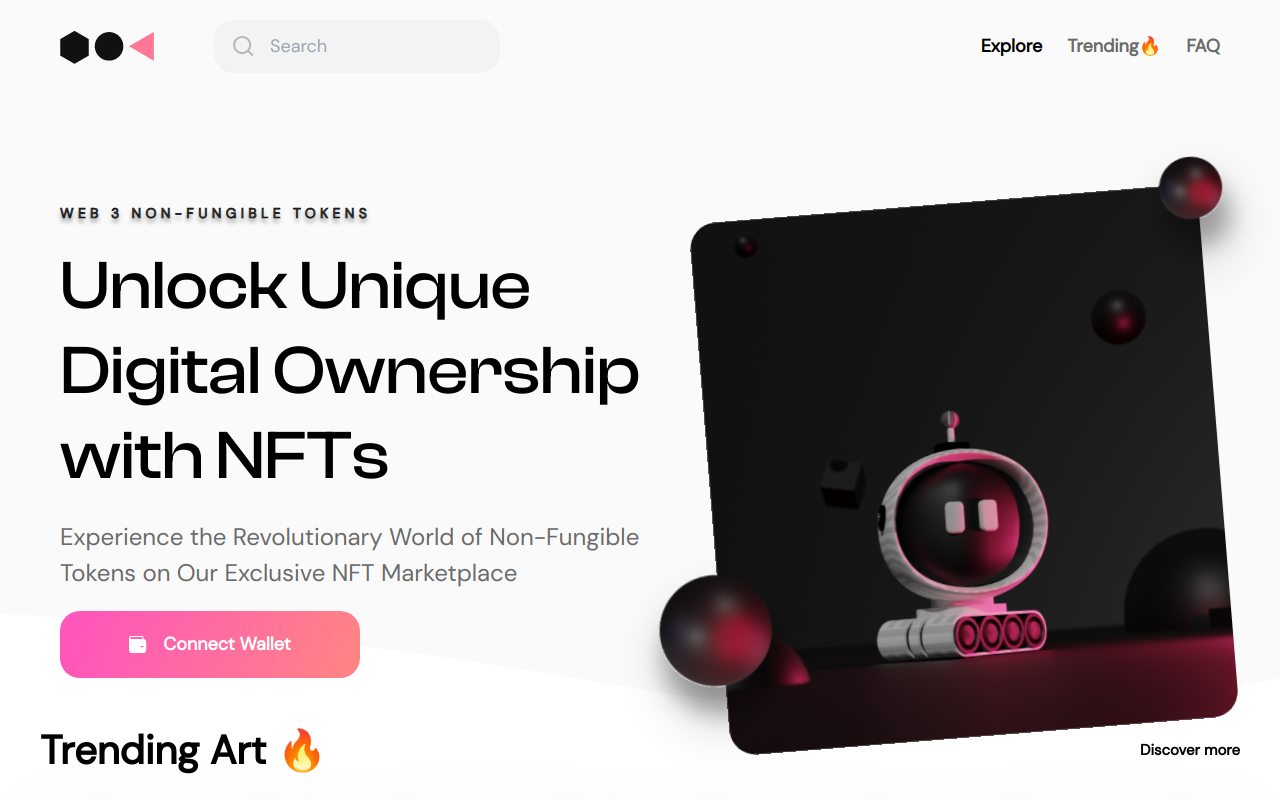 Search
Explore
Trending🔥
FAQ
WEB 3 NON-FUNGIBLE TOKENS
Unlock Unique
Digital Ownership
with NFTs
Experience the Revolutionary World of Non-Fungible
Tokens on Our Exclusive NFT Marketplace
Connect Wallet
Trending Art 🔥
Discover more